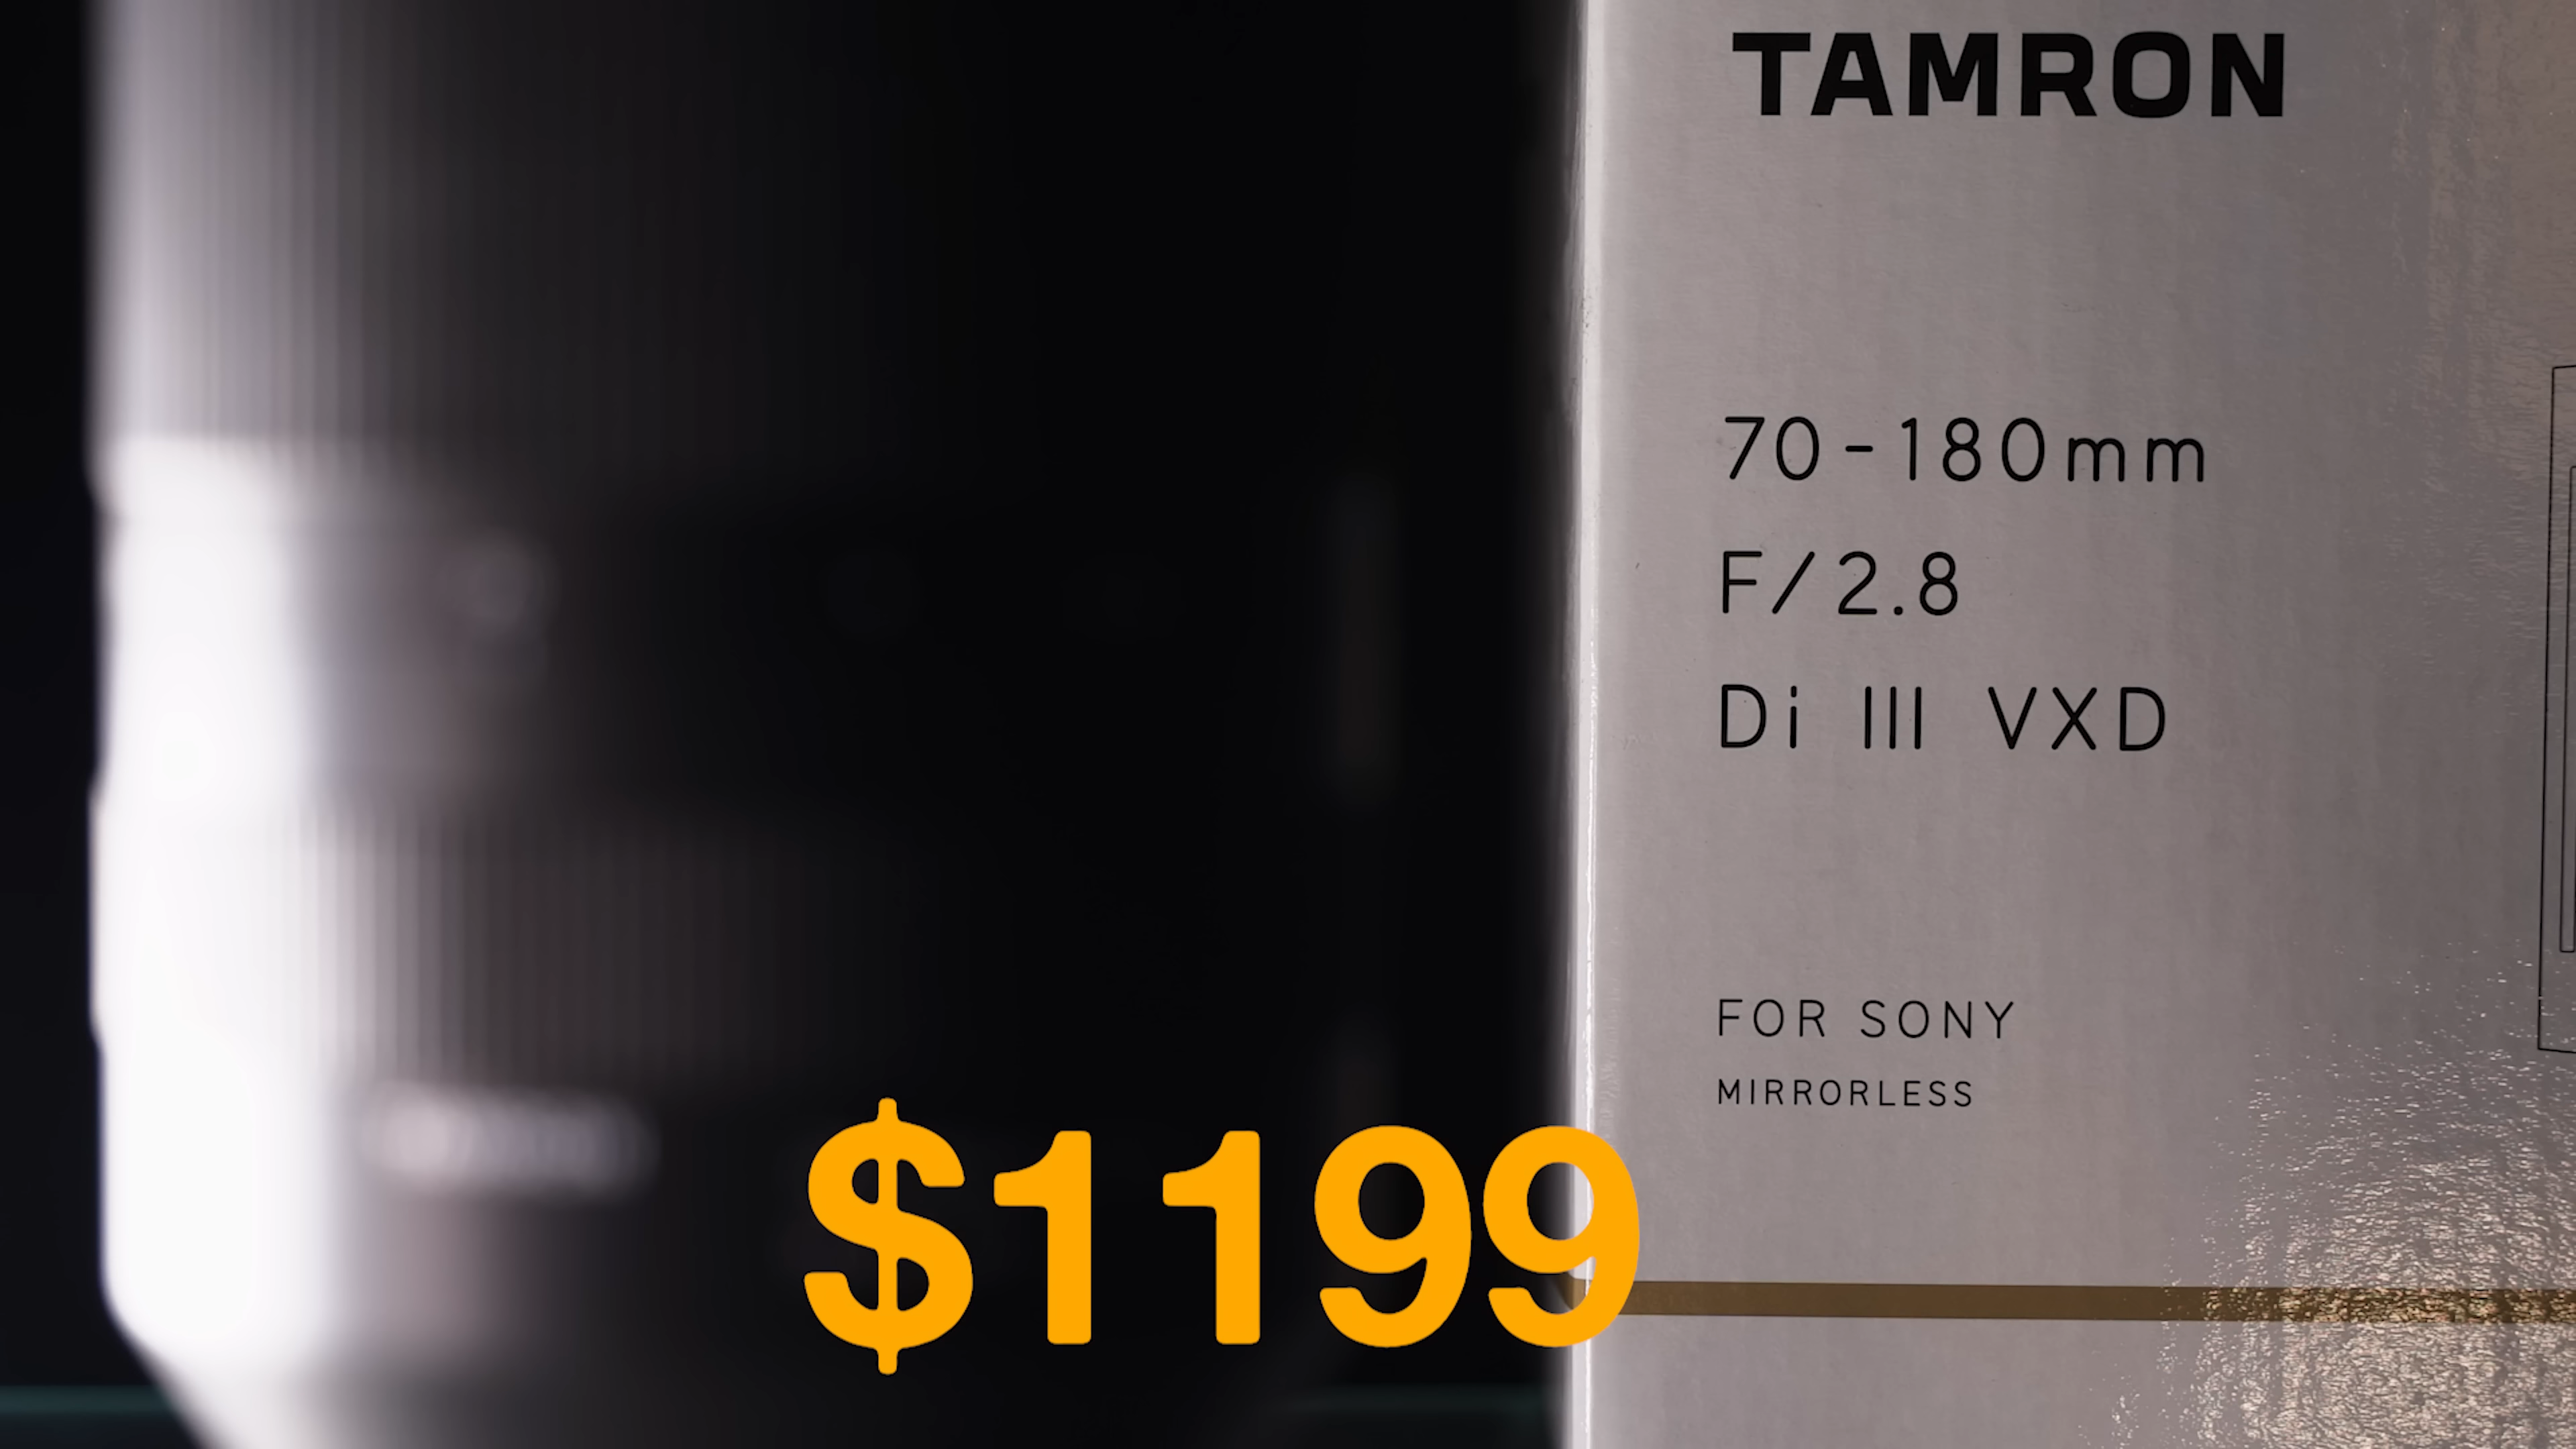 TAMRON
70-180mm
F/2.8
Di III VXD
FOR SONY
MIRRORLESS
$1199